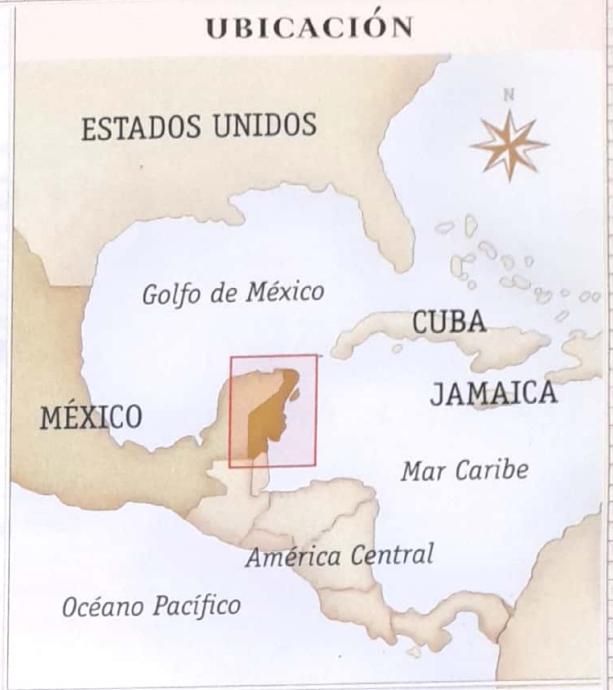 UBICACIÓN
N
ESTADOS UNIDOS
Golfo de México
CUBA
JAMAICA
MÉXICO
Mar Caribe
América Central
Océano Pacífico